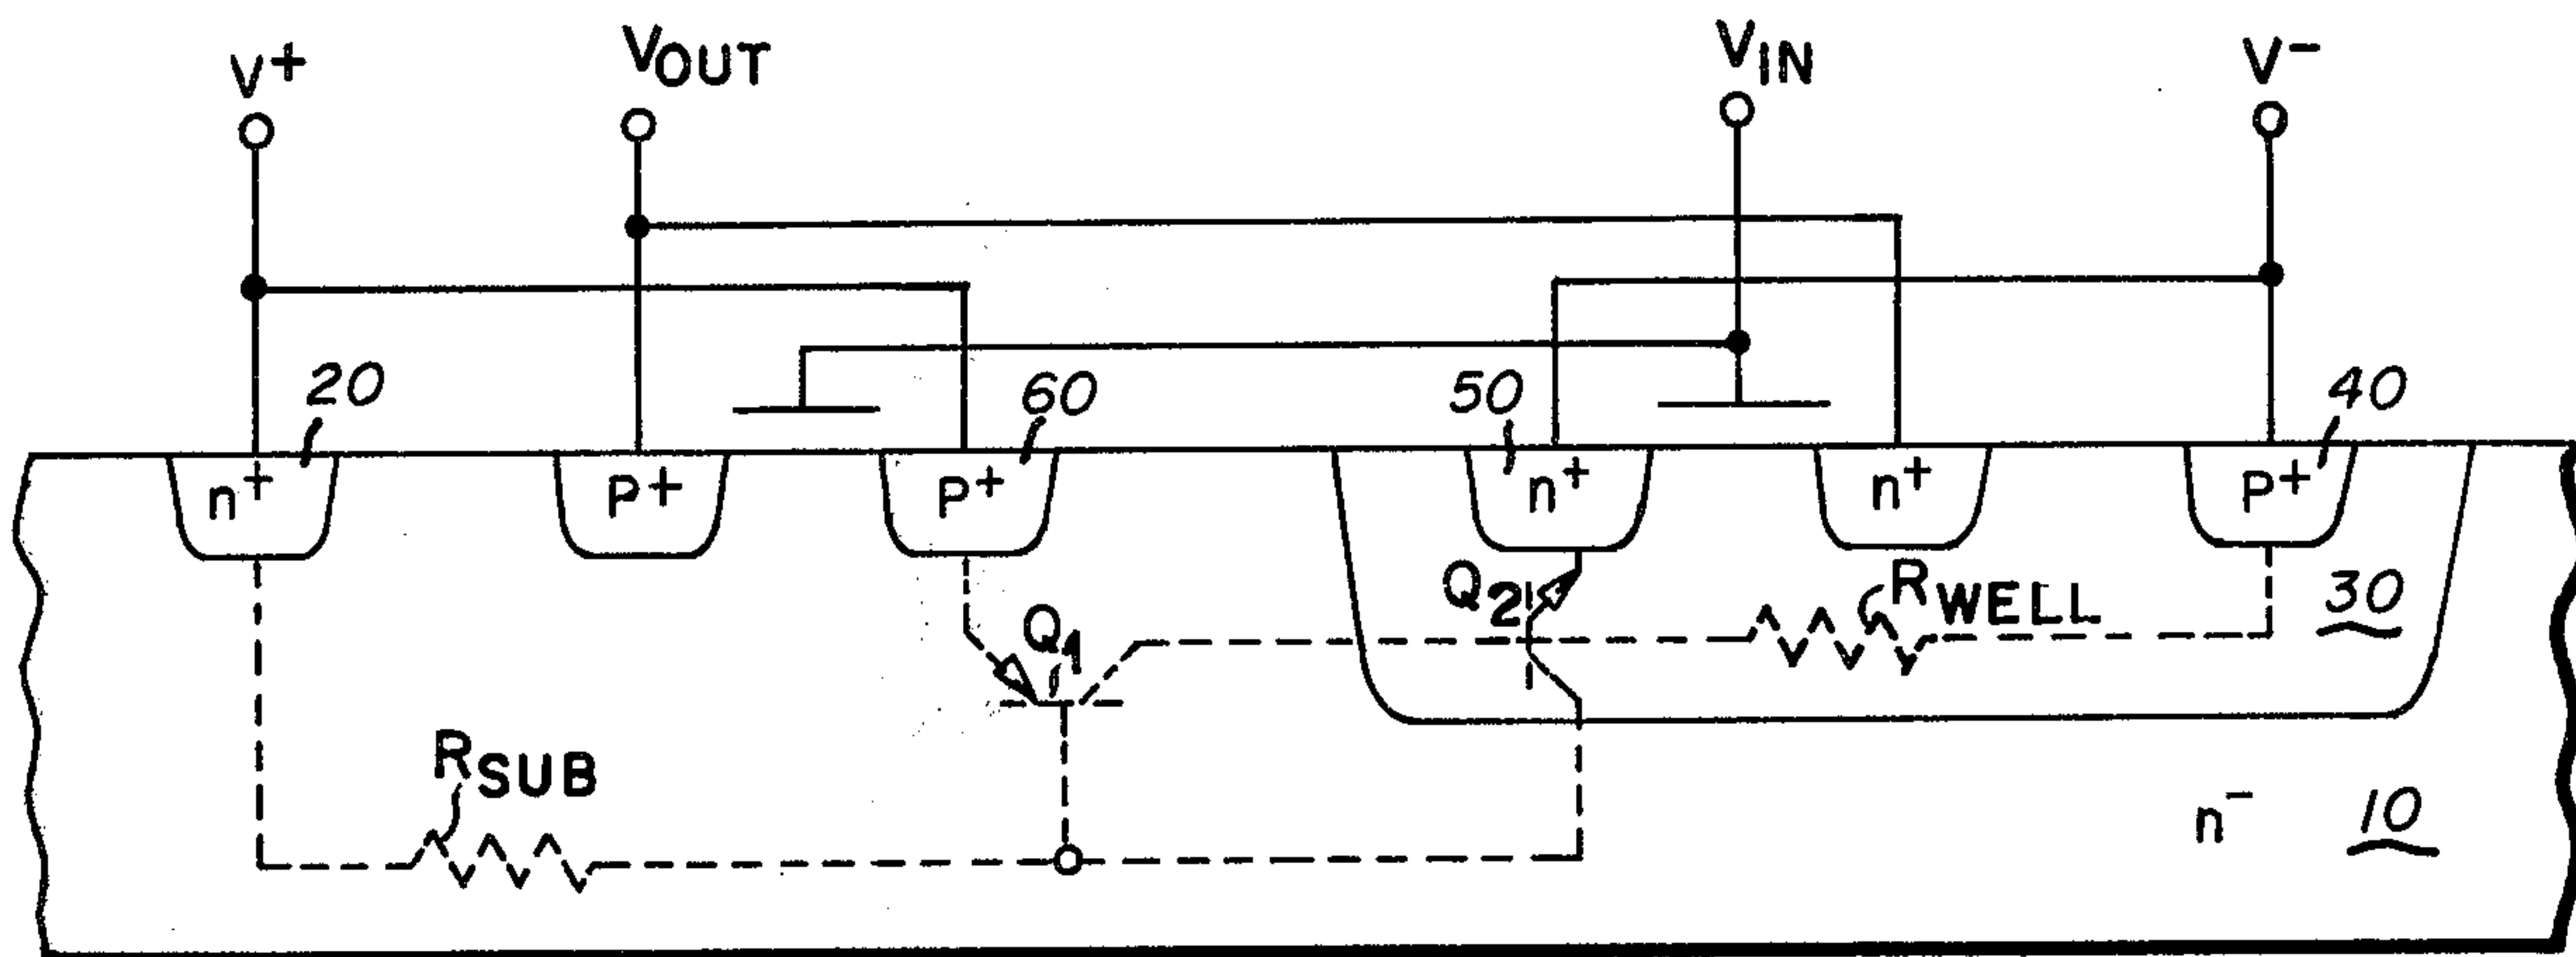 V+
VOUT
VIN
V-
20
60
50
40
n+
P+
P+
n+
n+
P+
Q1
Q2
RWELL
30
RSUB
n-
10